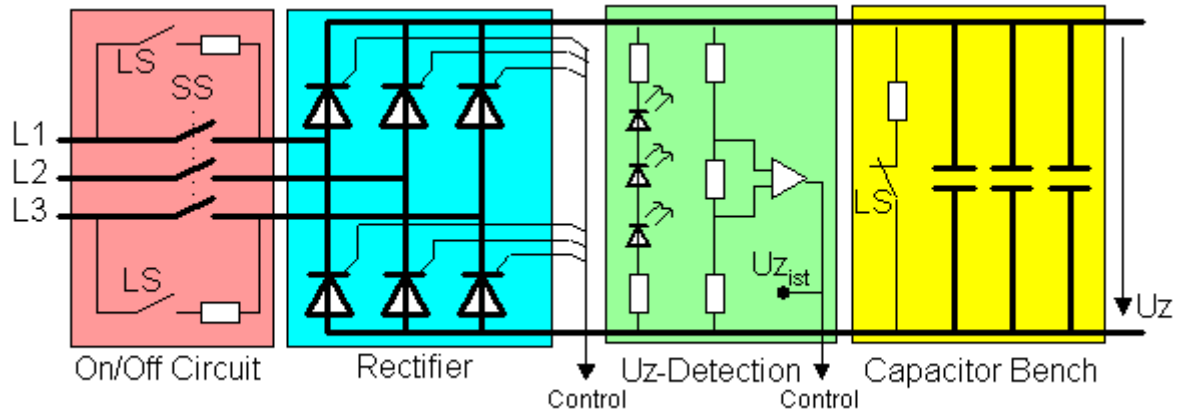 LS
SS
L1
L2
L3
LS
On/Off Circuit
Rectifier
Control
Uz ist
Uz-Detection
Control
LS
Capacitor Bench
Uz